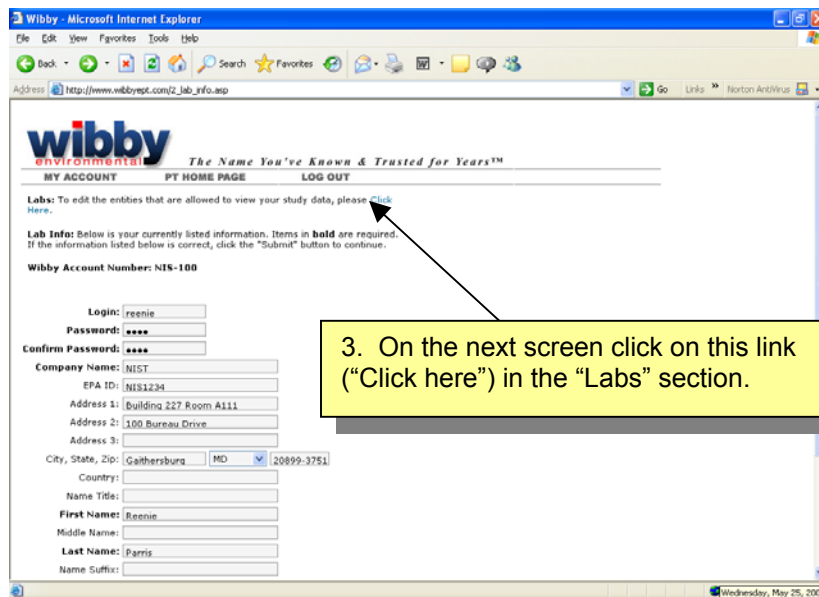 Wibby - Microsoft Internet Explorer
File Edit View Favorites Tools Help
Back Search Favorites
Address http://www.wibbyept.com/2_lab_info.asp Go Links » Norton AntiVirus
wibby
environmental The Name You've Known & Trusted for Years™
MY ACCOUNT PT HOME PAGE LOG OUT
Labs: To edit the entities that are allowed to view your study data, please Click
Here.
Lab Info: Below is your currently listed information. Items in bold are required.
If the information listed below is correct, click the "Submit" button to continue.
Wibby Account Number: NIS-100
Login: reenie
Password: ••••
Confirm Password: ••••
3. On the next screen click on this link
(“Click here”) in the “Labs” section.
Company Name: NIST
EPA ID: NIS1234
Address 1: Building 227 Room A111
Address 2: 100 Bureau Drive
Address 3:
City, State, Zip: Gaithersburg MD 20899-3751
Country:
Name Title:
First Name: Reenie
Middle Name:
Last Name: Parris
Name Suffix:
Wednesday, May 25, 200